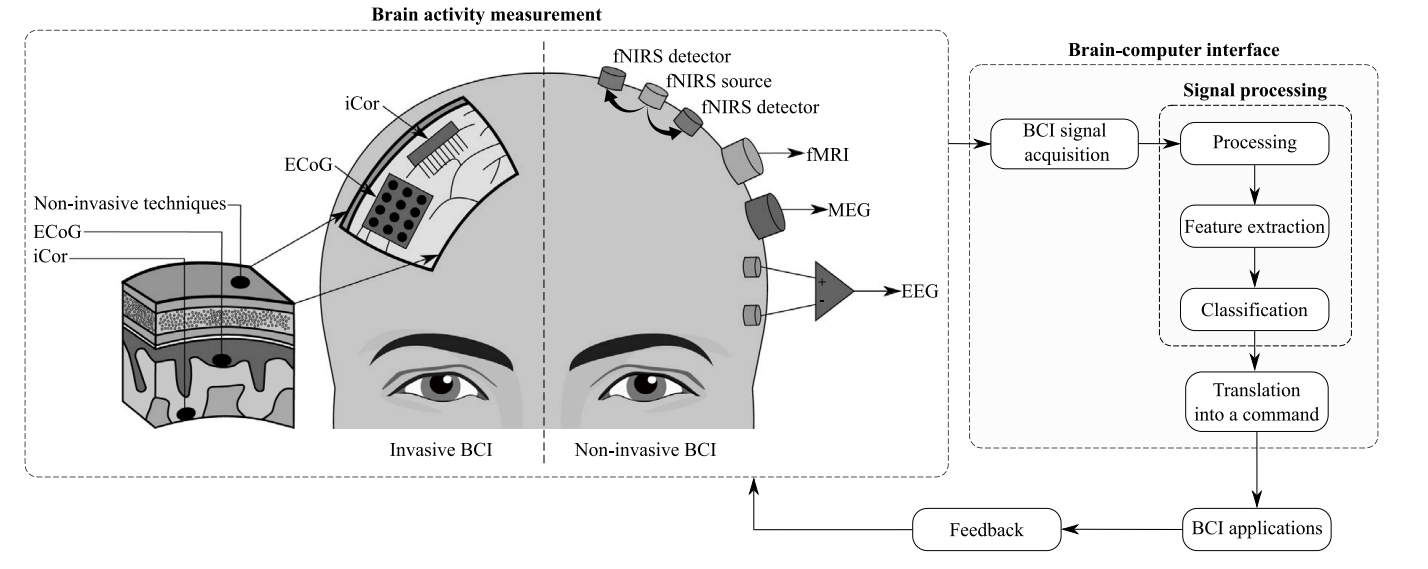 Brain activity measurement
fNIRS detector
fNIRS source
fNIRS detector
iCor
ECoG
fMRI
MEG
+
-
EEG
Non-invasive techniques
ECoG
iCor
Invasive BCI
Non-invasive BCI
Brain-computer interface
Signal processing
BCI signal
acquisition
Processing
Feature extraction
Classification
Translation
into a command
BCI applications
Feedback